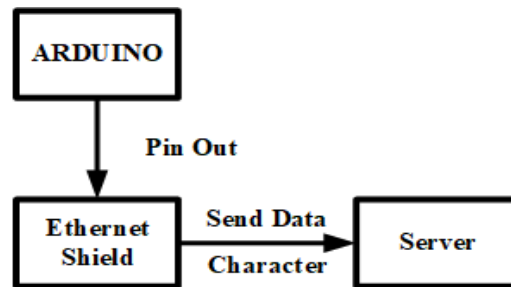 ARDUINO
Pin Out
Ethernet
Shield
Send Data
Character
Server